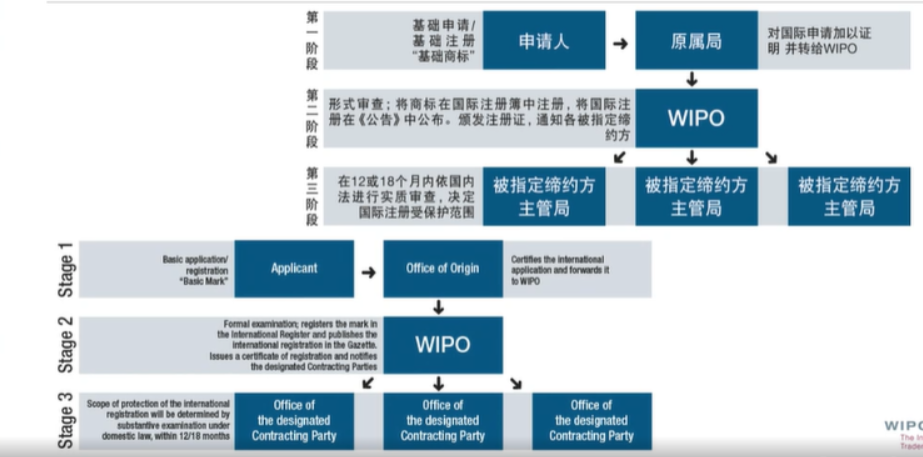 第一阶段
基础申请/
基础注册
“基础商标”
申请人
原属局
对国际申请加以证
明 并转给WIPO
第二阶段
形式审查；将商标在国际注册簿中注册，将国际注
册在《公告》中公布。颁发注册证，通知各被指定缔
约方
WIPO
第三阶段
在12或18个月内依国内
法进行实质审查，决定
国际注册受保护范围
被指定缔约方
主管局
被指定缔约方
主管局
被指定缔约方
主管局
Stage 1
Basic application/
registration
“Basic Mark”
Applicant
Office of Origin
Certifies the international
application and forwards it
to WIPO
Stage 2
Formal examination; registers the mark in
the International Register and publishes the
international registration in the Gazette.
Issues a certificate of registration and notifies
the designated Contracting Parties
WIPO
Stage 3
Scope of protection of the international
registration will be determined by
substantive examination under
domestic law, within 12/18 months
Office of
the designated
Contracting Party
Office of
the designated
Contracting Party
Office of
the designated
Contracting Party
WIPO
The